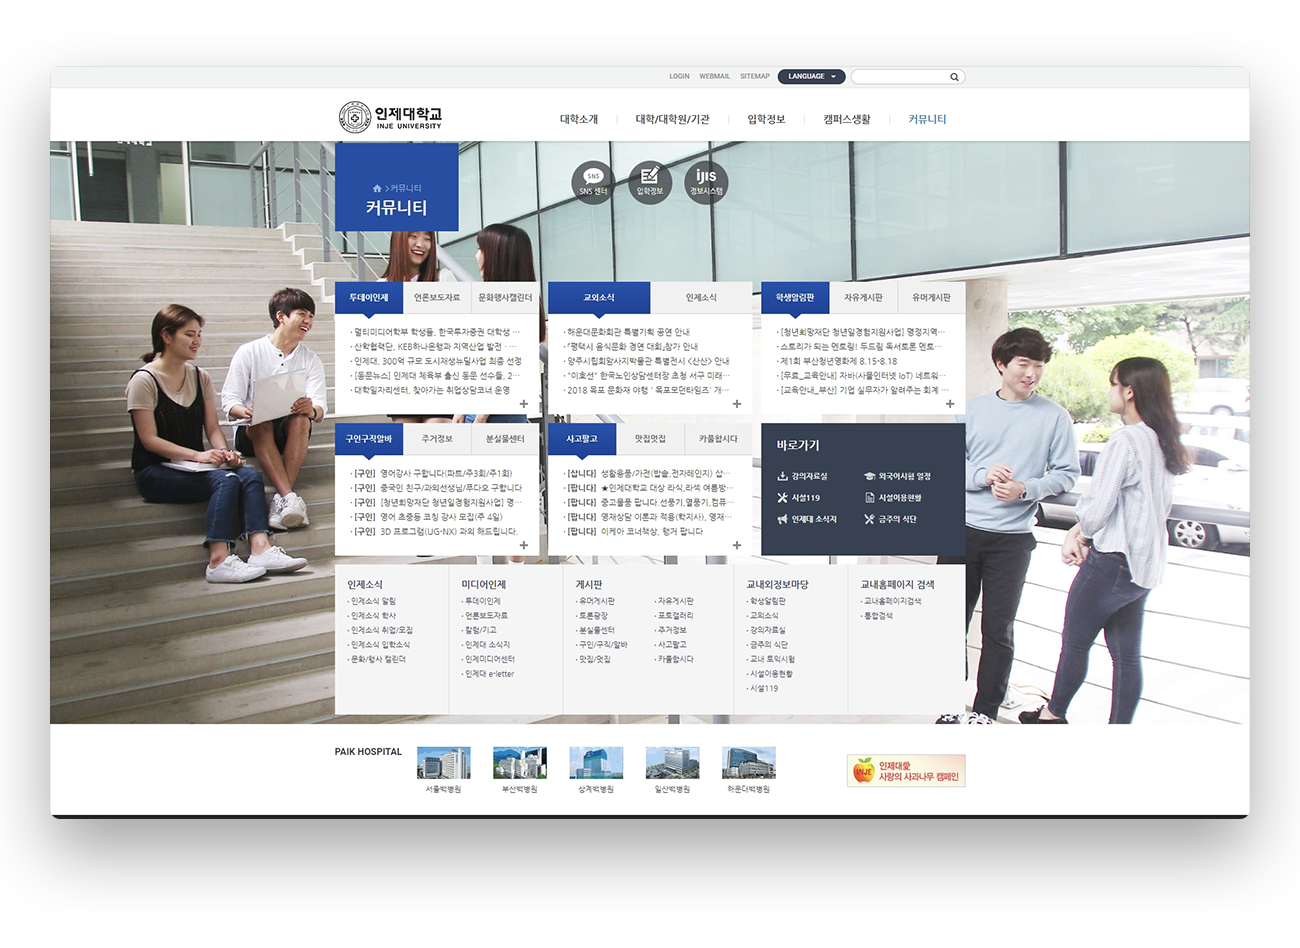 LOGIN WEBMAIL SITEMAP LANGUAGE
인제대학교
INJE UNIVERSITY
대학소개 대학/대학원/기관 입학정보 캠퍼스생활 커뮤니티
> 커뮤니티
커뮤니티
SNS
SNS 센터
입학정보
ijis
정보시스템
투데이인제 언론보도자료 문화행사캘린더
· 멀티미디어학부 학생들, 한국투자증권 대학생 ···
· 산학협력단, KEB하나은행과 지역산업 발전 · ···
· 인제대, 300억 규모 도시재생뉴딜사업 최종 선정
· [동문뉴스] 인제대 체육부 출신 동문 선수들, 2···
· 대학일자리센터, 찾아가는 취업상담코너 운영
교외소식 인제소식
· 해운대문화회관 특별기획 공연 안내
· 『평택시 음식문화 경연 대회』참가 안내
· 양주시립회암사지박물관 특별전시 <산산> 안내
· "이호선" 한국노인상담센터장 초청 서구 미래···
· 2018 목포 문화재 야행 ' 목포모던타임즈' 개···
학생알림판 자유게시판 유머게시판
· [청년희망재단 청년일경험지원사업] 명정지역···
· 스토리가 되는 멘토링! 두드림 독서토론 멘토···
· 제1회 부산청년영화제 8.15-8.18
· [무료_교육안내] 자바(사물인터넷 IoT) 네트워···
· [교육안내_부산] 기업 실무자가 알려주는 회계 ···
구인구직알바 주거정보 분실물센터
· [구인] 영어강사 구합니다(파트/주3회/주1회)
· [구인] 중국인 친구/과외선생님/푸다오 구합니다
· [구인] [청년희망재단 청년일경험지원사업] 명···
· [구인] 영어 초중등 코칭 강사 모집(주 4일)
· [구인] 3D 프로그램(UG-NX) 과외 해드립니다.
사고팔고 맛집멋집 카풀합시다
· [삽니다] 생활용품/가전(밥솥,전자레인지) 삽···
· [팝니다] ★인제대학교 대상 라식,라섹 여름방···
· [팝니다] 중고물품 팝니다.선풍기,열풍기,컴퓨···
· [팝니다] 영재상담 이론과 적용(학지사), 영재···
· [팝니다] 이케아 코너책상, 행거 팝니다
바로가기
강의자료실 외국어시험 일정
시설119 시설이용현황
인제대 소식지 금주의 식단
인제소식
· 인제소식 알림
· 인제소식 학사
· 인제소식 취업/모집
· 인제소식 입학소식
· 문화/행사 캘린더
미디어인제
· 투데이인제
· 언론보도자료
· 칼럼/기고
· 인제대 소식지
· 인제미디어센터
· 인제대 e-letter
게시판
· 유머게시판 · 자유게시판
· 토론광장 · 포토갤러리
· 분실물센터 · 주거정보
· 구인/구직/알바 · 사고팔고
· 맛집/멋집 · 카풀합시다
교내외정보마당
· 학생알림판
· 교외소식
· 강의자료실
· 금주의 식단
· 교내 토익시험
· 시설이용현황
· 시설119
교내홈페이지 검색
· 교내홈페이지검색
· 통합검색
PAIK HOSPITAL
서울백병원 부산백병원 상계백병원 일산백병원 해운대백병원
INJE
인제대愛
사랑의 사과나무 캠페인